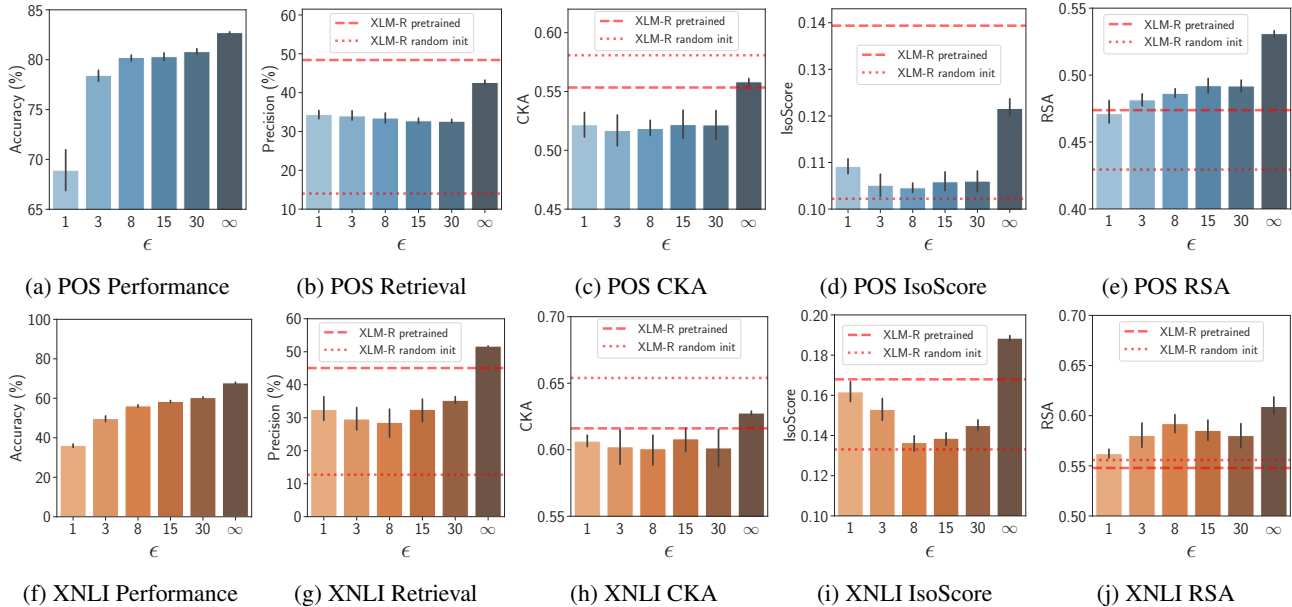 Accuracy (%)
85
80
75
70
65
1 3 8 15 30 ∞
ϵ
(a) POS Performance
XLM-R pretrained
XLM-R random init
Precision (%)
60
50
40
30
20
10
1 3 8 15 30 ∞
ϵ
(b) POS Retrieval
XLM-R pretrained
XLM-R random init
CKA
0.60
0.55
0.50
0.45
1 3 8 15 30 ∞
ϵ
(c) POS CKA
XLM-R pretrained
XLM-R random init
IsoScore
0.14
0.13
0.12
0.11
0.10
1 3 8 15 30 ∞
ϵ
(d) POS IsoScore
XLM-R pretrained
XLM-R random init
RSA
0.55
0.50
0.45
0.40
1 3 8 15 30 ∞
ϵ
(e) POS RSA
Accuracy (%)
100
80
60
40
20
0
1 3 8 15 30 ∞
ϵ
(f) XNLI Performance
XLM-R pretrained
XLM-R random init
Precision (%)
60
50
40
30
20
10
0
1 3 8 15 30 ∞
ϵ
(g) XNLI Retrieval
XLM-R pretrained
XLM-R random init
CKA
0.70
0.65
0.60
0.55
1 3 8 15 30 ∞
ϵ
(h) XNLI CKA
XLM-R pretrained
XLM-R random init
IsoScore
0.20
0.18
0.16
0.14
0.12
0.10
1 3 8 15 30 ∞
ϵ
(i) XNLI IsoScore
XLM-R pretrained
XLM-R random init
RSA
0.70
0.65
0.60
0.55
0.50
1 3 8 15 30 ∞
ϵ
(j) XNLI RSA